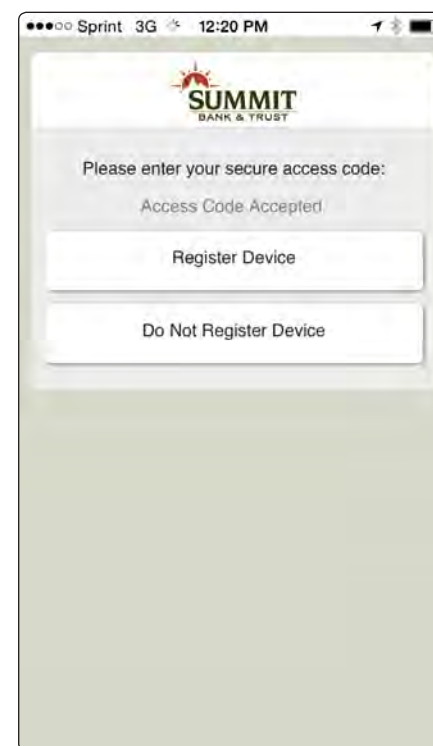 Sprint 3G 12:20 PM
SUMMIT
BANK & TRUST
Please enter your secure access code:
Access Code Accepted
Register Device
Do Not Register Device